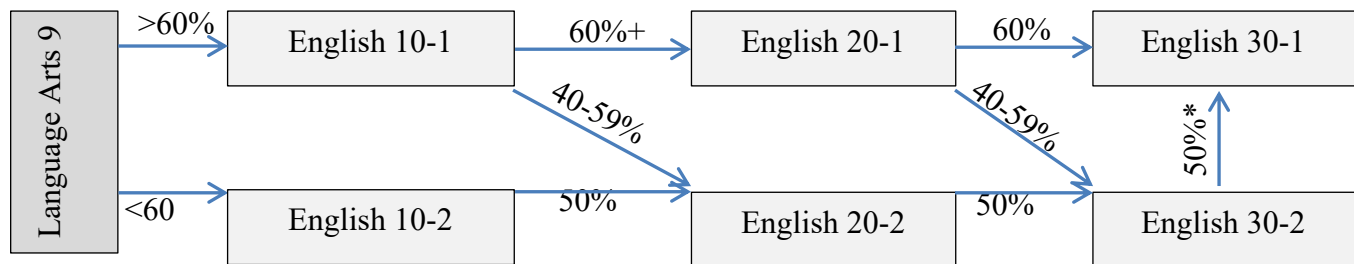 Language Arts 9
>60%
English 10-1
60%+
English 20-1
60%
English 30-1
40-59%
40-59%
50%*
<60
English 10-2
50%
English 20-2
50%
English 30-2